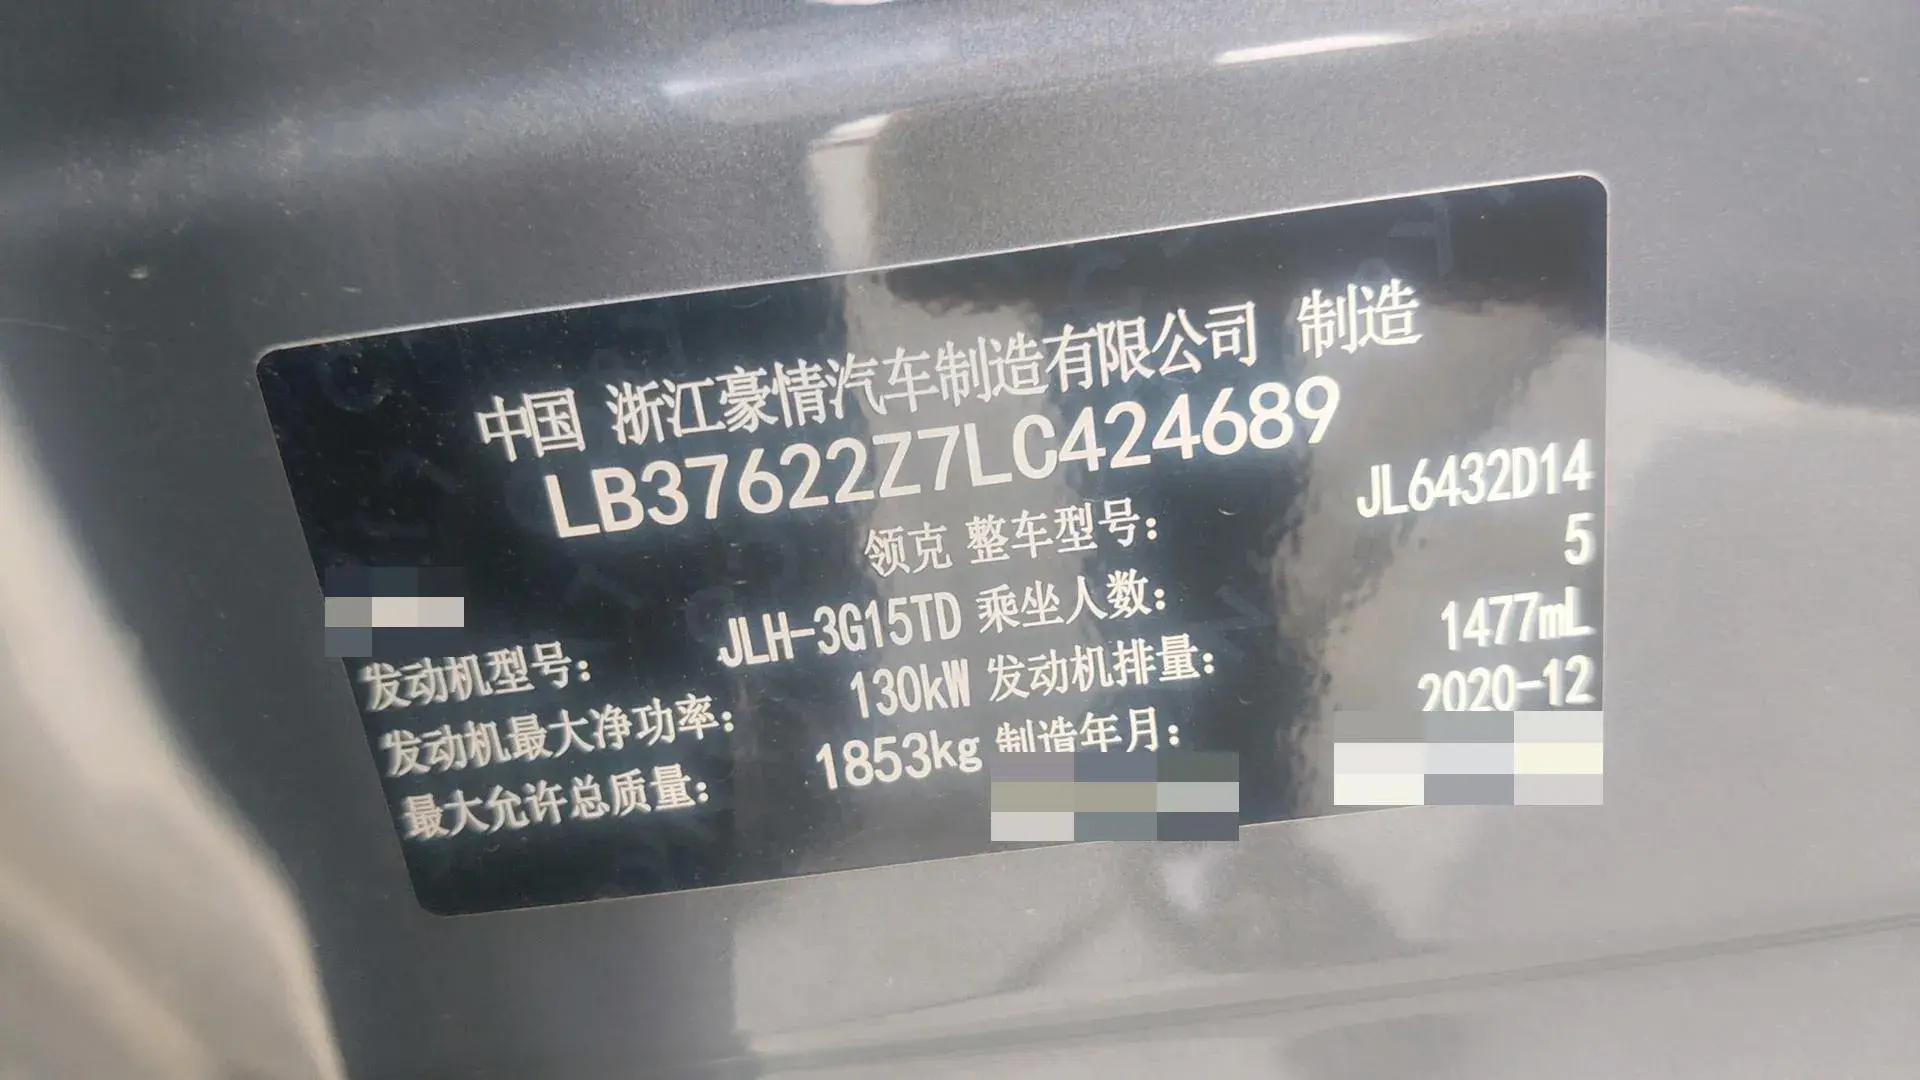 中国 浙江豪情汽车制造有限公司 制造
LB37622Z7LC424689
领克 整车型号： JL6432D14
发动机型号： JLH-3G15TD 乘坐人数： 5
发动机最大净功率： 130kW 发动机排量： 1477mL
最大允许总质量： 1853kg 制造年月： 2020-12